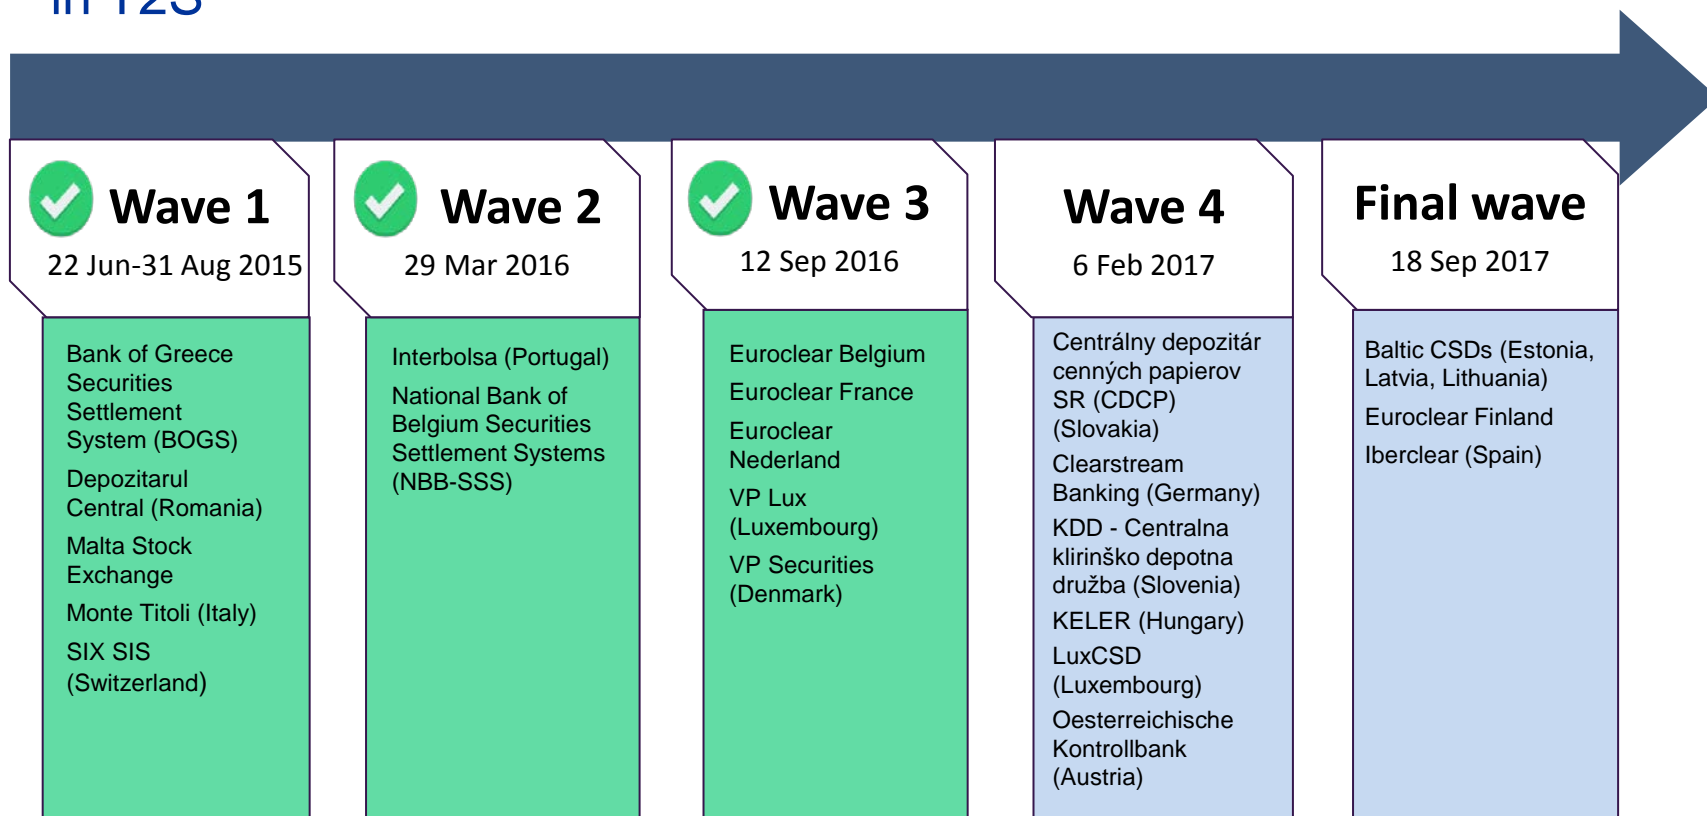 in T2S
Wave 1
22 Jun-31 Aug 2015
Bank of Greece
Securities
Settlement
System (BOGS)
Depozitarul
Central (Romania)
Malta Stock
Exchange
Monte Titoli (Italy)
SIX SIS
(Switzerland)
Wave 2
29 Mar 2016
Interbolsa (Portugal)
National Bank of
Belgium Securities
Settlement Systems
(NBB-SSS)
Wave 3
12 Sep 2016
Euroclear Belgium
Euroclear France
Euroclear
Nederland
VP Lux
(Luxembourg)
VP Securities
(Denmark)
Wave 4
6 Feb 2017
Centrálny depozitár
cenných papierov
SR (CDCP)
(Slovakia)
Clearstream
Banking (Germany)
KDD - Centralna
klirinško depotna
družba (Slovenia)
KELER (Hungary)
LuxCSD
(Luxembourg)
Oesterreichische
Kontrollbank
(Austria)
Final wave
18 Sep 2017
Baltic CSDs (Estonia,
Latvia, Lithuania)
Euroclear Finland
Iberclear (Spain)